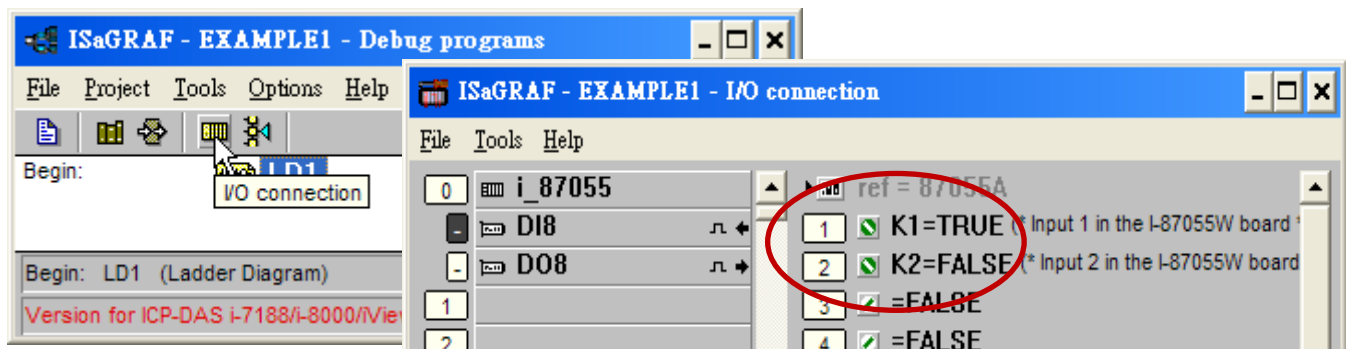 ISaGRAF - EXAMPLE1 - Debug programs
File Project Tools Options Help
Begin: LD1
I/O connection
Begin: LD1 (Ladder Diagram)
Version for ICP-DAS i-7188/i-8000/iVie
ISaGRAF - EXAMPLE1 - I/O connection
File Tools Help
0 i_87055
DI8
- DO8
1
2
ref = 87055A
1 K1=TRUE (* Input 1 in the I-87055W board *
2 K2=FALSE (* Input 2 in the I-87055W board
3 =FALSE
4 =FALSE